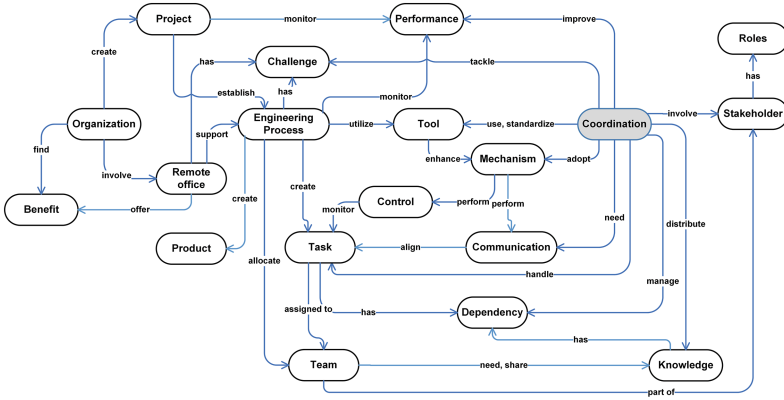 Project
monitor
Performance
improve
Roles
create
has
Challenge
tackle
has
establish
has
monitor
Organization
support
Engineering
Process
utilize
Tool
use, standardize
Coordination
involve
Stakeholder
find
involve
Remote
office
enhance
Mechanism
adopt
create
create
Benefit
offer
monitor
Control
perform
perform
need
distribute
Product
allocate
Task
align
Communication
handle
manage
assigned to
has
Dependency
has
Team
need, share
Knowledge
part of